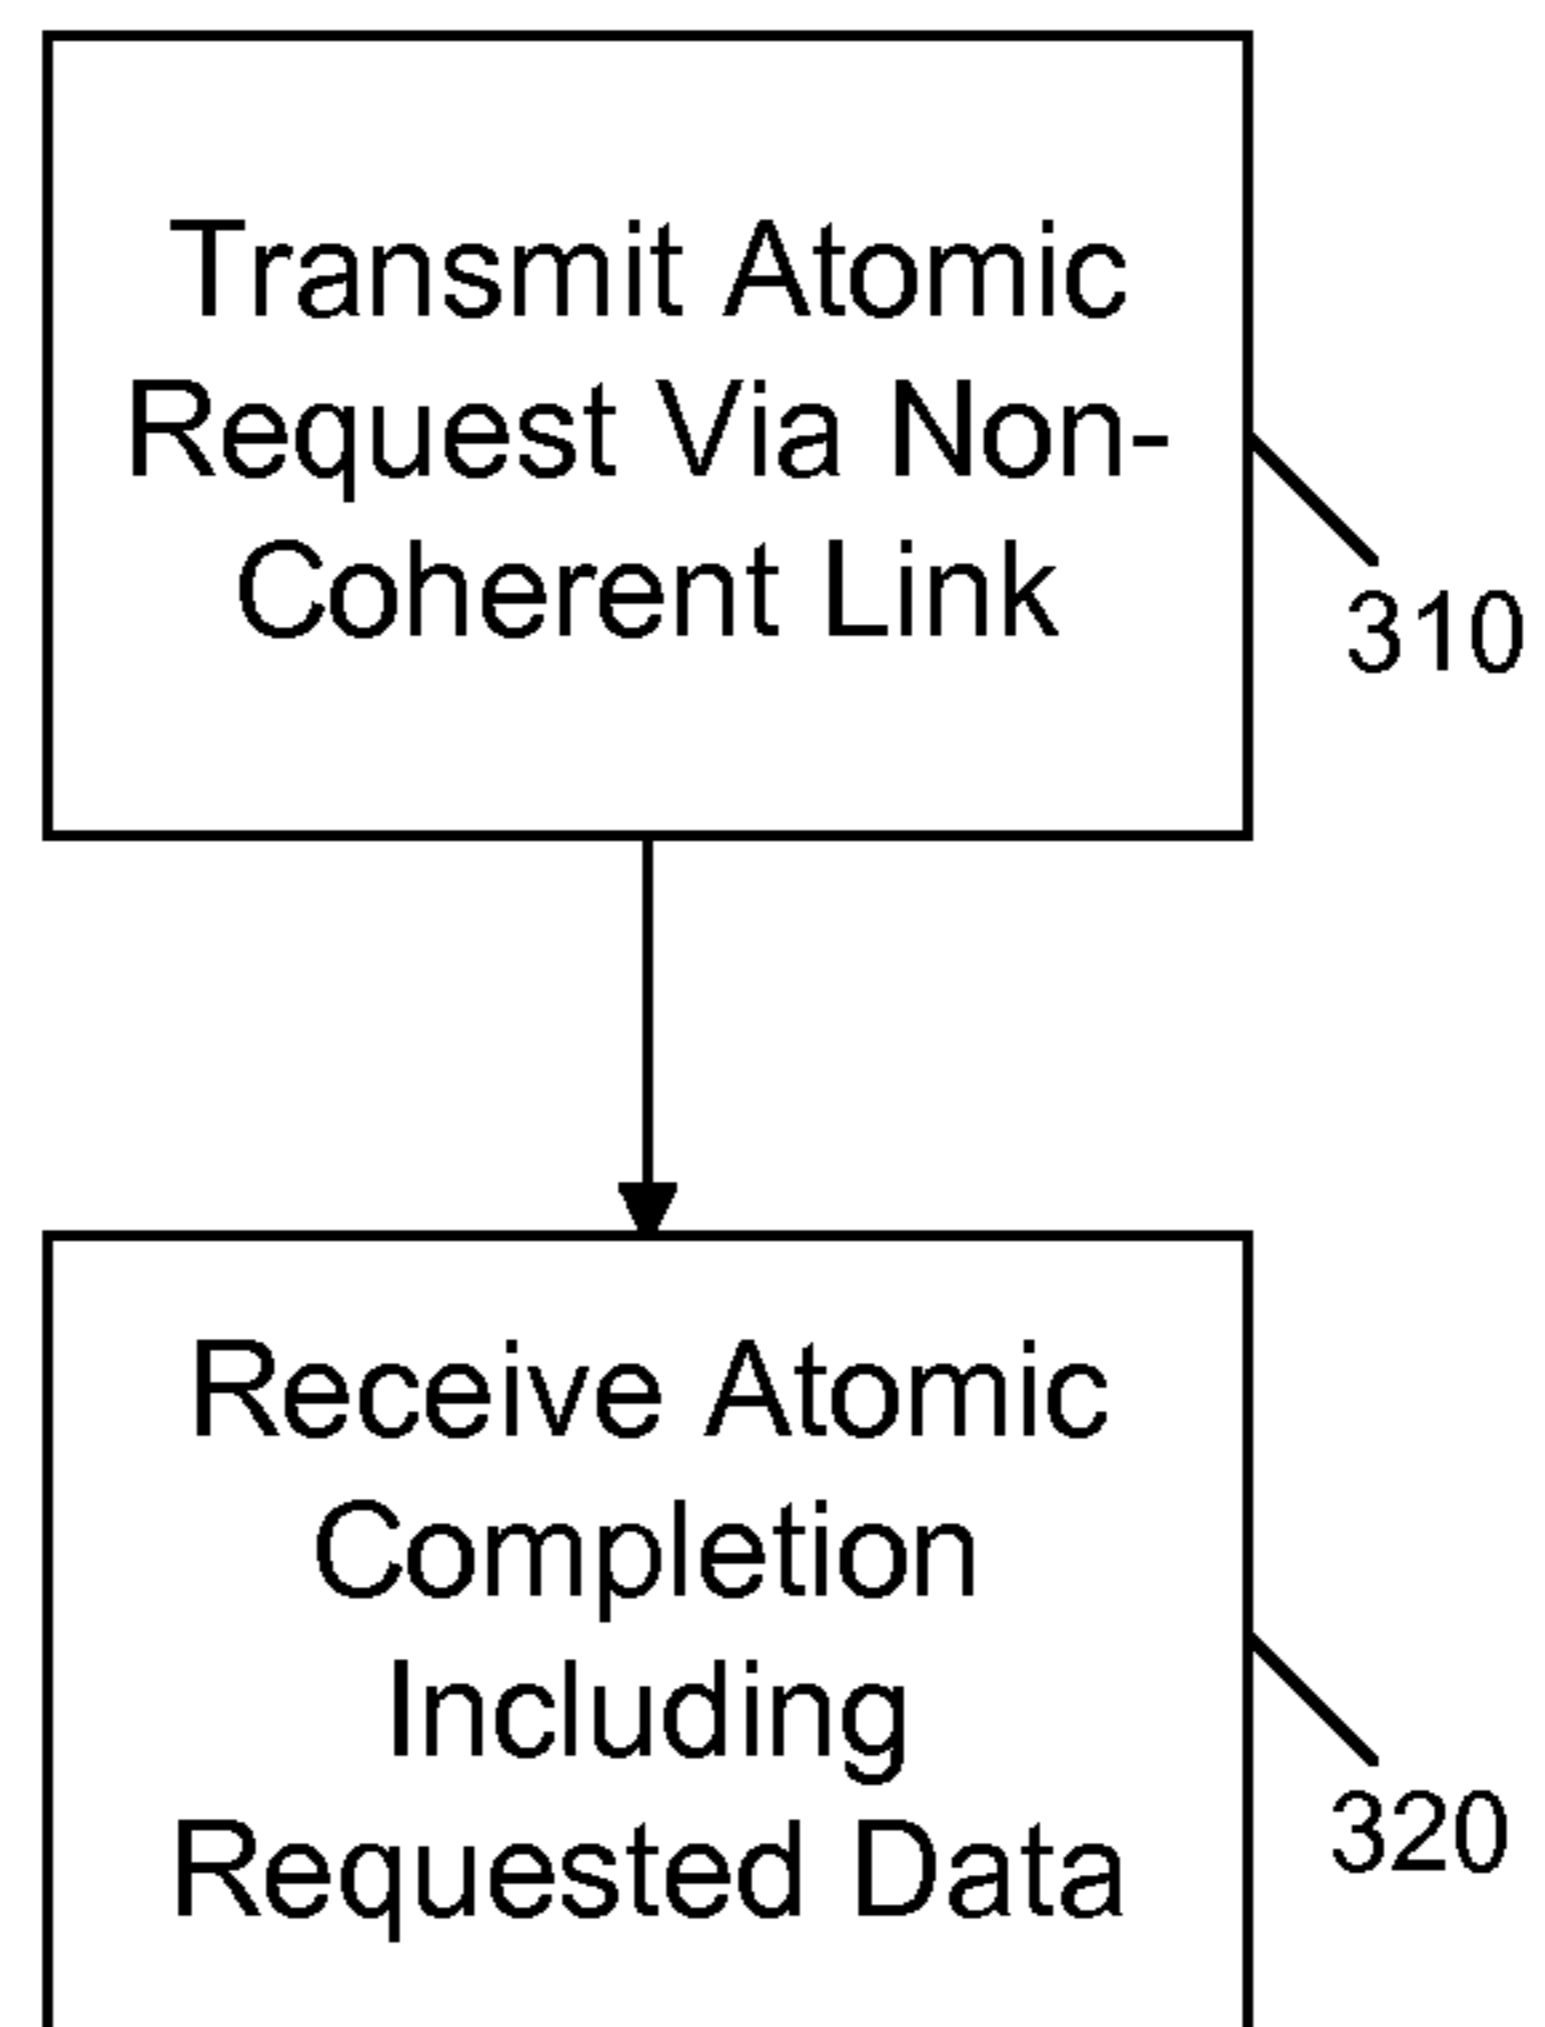 Transmit Atomic
Request Via Non-
Coherent Link
310
Receive Atomic
Completion
Including
Requested Data
320